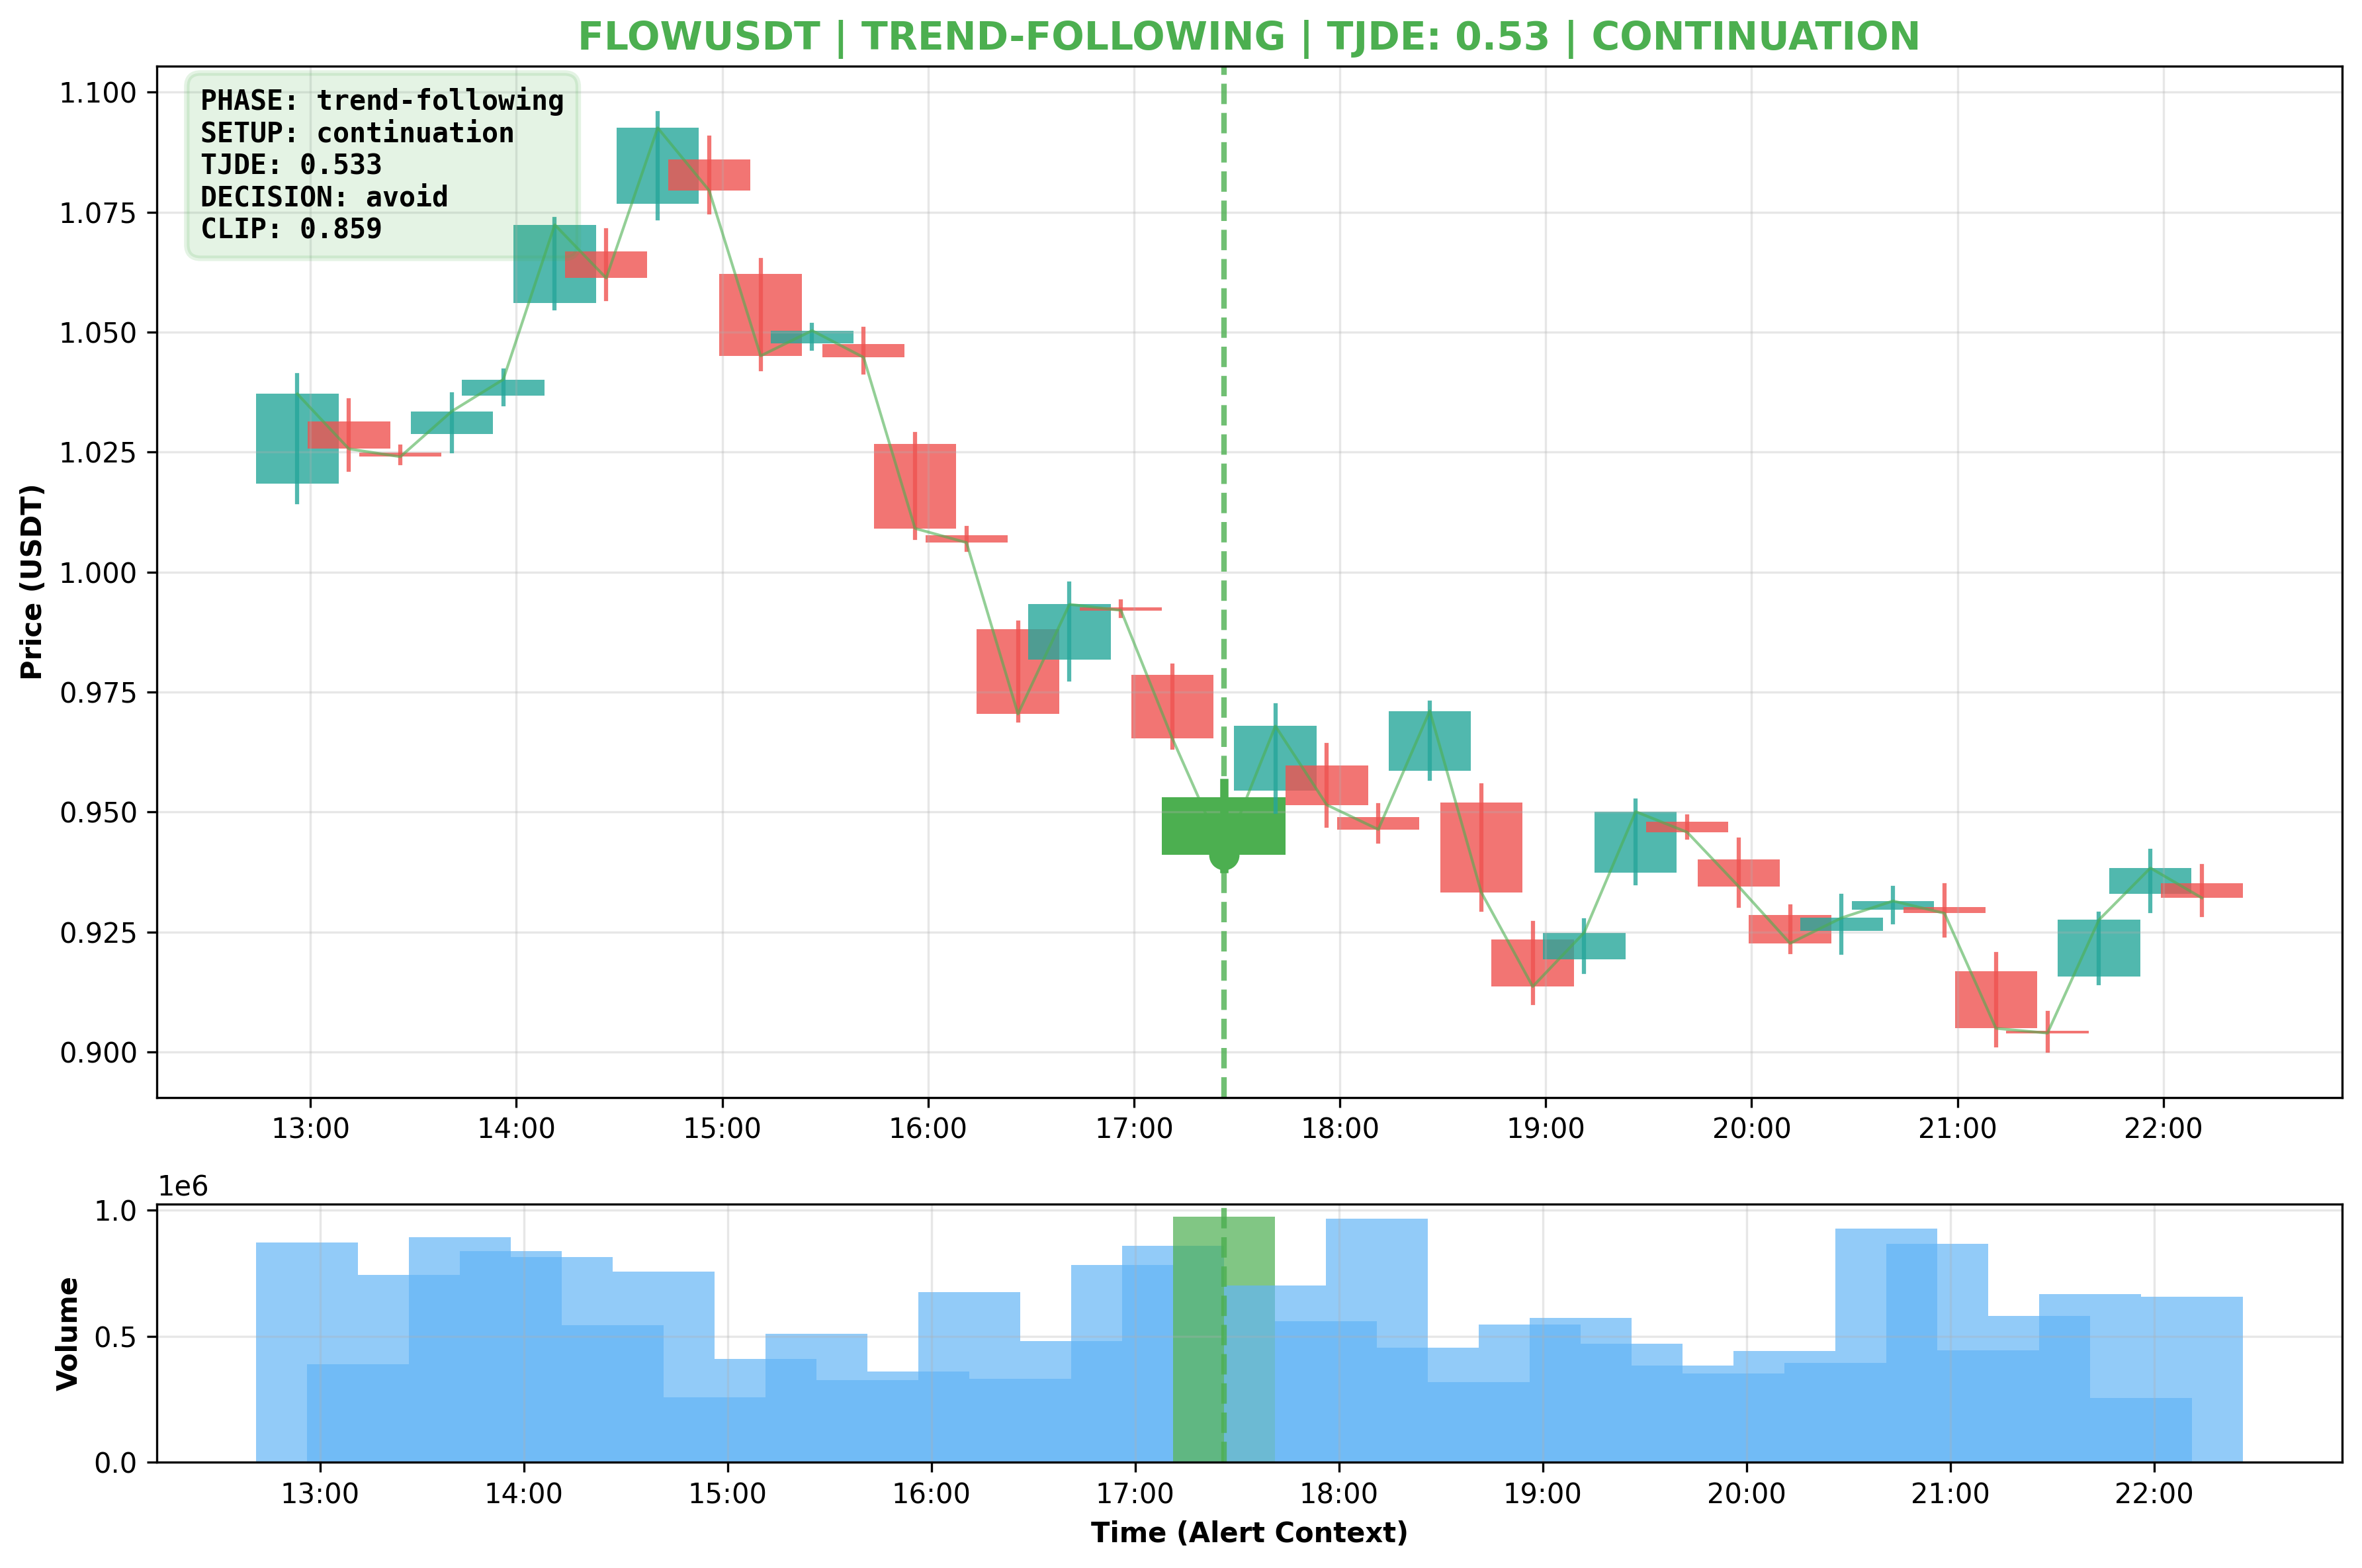 FLOWUSDT | TREND-FOLLOWING | TJDE: 0.53 | CONTINUATION
PHASE: trend-following
SETUP: continuation
TJDE: 0.533
DECISION: avoid
CLIP: 0.859
Price (USDT)
1.100
1.075
1.050
1.025
1.000
0.975
0.950
0.925
0.900
13:00 14:00 15:00 16:00 17:00 18:00 19:00 20:00 21:00 22:00
1e6
Volume
1.0
0.5
0.0
13:00 14:00 15:00 16:00 17:00 18:00 19:00 20:00 21:00 22:00
Time (Alert Context)